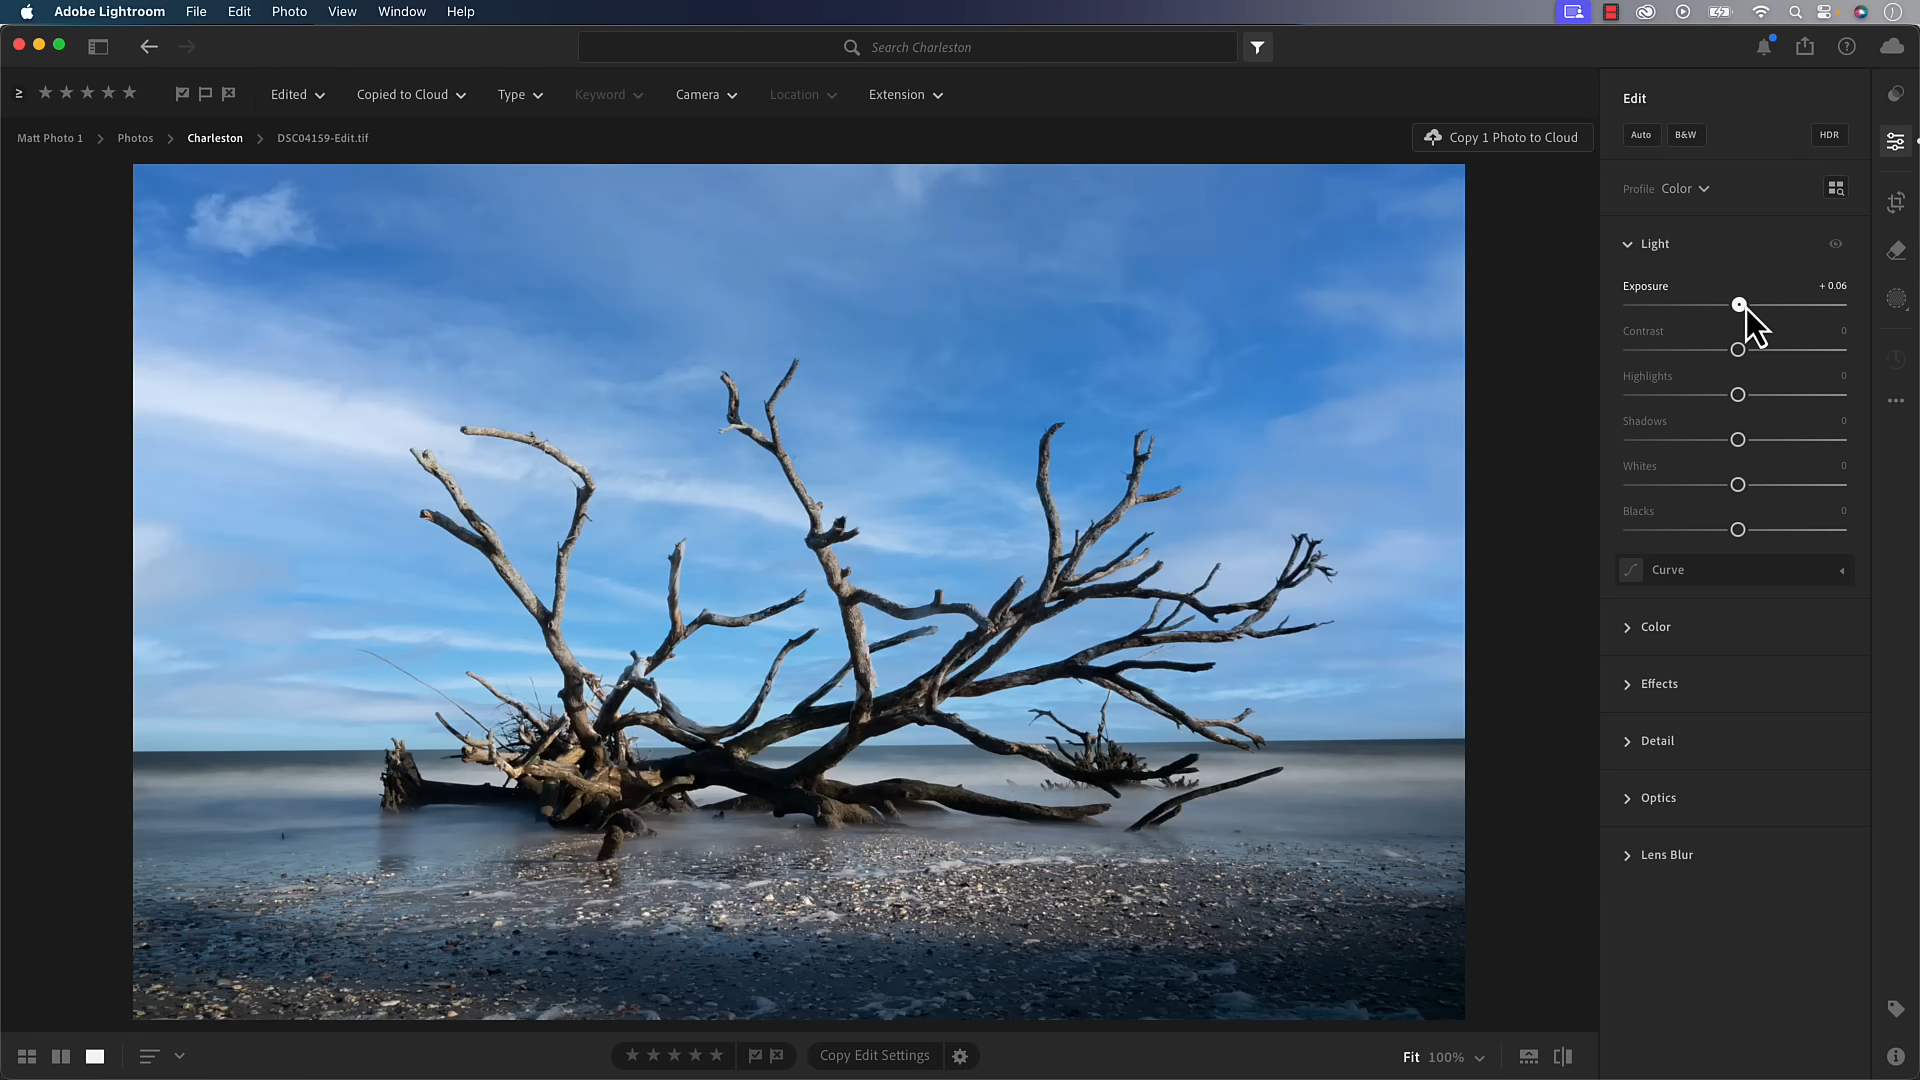 Adobe Lightroom File Edit Photo View Window Help
Search Charleston
≥ Edited Copied to Cloud Type Keyword Camera Location Extension
Matt Photo 1 Photos Charleston DSC04159-Edit.tif
Copy 1 Photo to Cloud
Edit
Auto B&W HDR
Profile Color
Light
Exposure + 0.06
Contrast 0
Highlights 0
Shadows 0
Whites 0
Blacks 0
Curve
Color
Effects
Detail
Optics
Lens Blur
Copy Edit Settings
Fit 100%